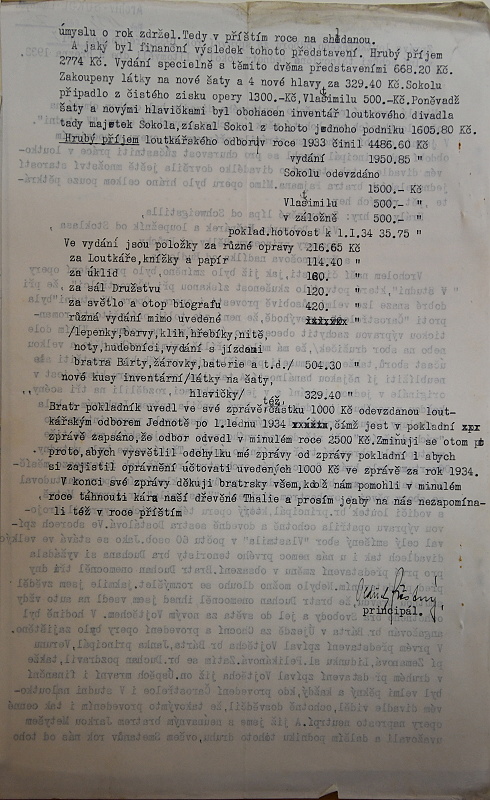 úmyslu o rok zdržel.Tedy v příštím roce na shledanou.
A jaký byl finanční výsledek tohoto představení. Hrubý příjem
2774 Kč. Vydání specielně s těmito dvěma představeními 668.20 Kč.
Zakoupeny látky na nové šaty a 4 nové hlavy za 329.40 Kč.Sokolu
připadlo z čistého zisku opery 1300.-Kč,Vlastimilu 500.-Kč.Poněvadž
šaty a novými hlavičkami byl obohacen inventář loutkového divadla
tady majetek Sokola,získal Sokol z tohoto jednoho podniku 1605.80 Kč.
Hrubý příjem loutkářského odboru v roce 1933 činil 4486.60 Kč
vydání 1950.85 "
Sokolu odevzdáno
1500.- Kč
Vlastimilu 500.- "
v záložně 500.- "
poklad.hotovost k 1.1.34 35.75 "
Ve vydání jsou položky za různé opravy 216.65 Kč
za Loutkáře,knížky a papír 114.40 "
za úklid 160. "
za sál Družstvu 120. "
za světlo a otop biografu 420. "
různá vydání mimo uvedené
/lepenky,barvy,klih,hřebíky,nitě,
noty,hudebníci,vydání s jízdami
bratra Bárty,žárovky,baterie a t.d./ 504.30 "
nové kusy inventární/látky na šaty,
hlavičky/ 329.40 "
též,
Bratr pokladník uvedl ve své zprávě částku 1000 Kč odevzdanou lout-
kářským odborem Jednotě po 1.lednu 1934 čímž jest v pokladní
zprávě zapsáno,že odbor odvedl v minulém roce 2500 Kč.Zmiňuji se o tom
proto,abych vysvětlil odchylku mé zprávy od zprávy pokladní i abych
si zajistil oprávnění účtovati uvedených 1000 Kč ve zprávě za rok 1934.
V konci své zprávy děkuji bratrsky všem,kdož nám pomohli v minulém
roce táhnouti káru naší dřevěné Thalie a prosím jeaby na nás nezapomína-
li též v roce příštím
principál.